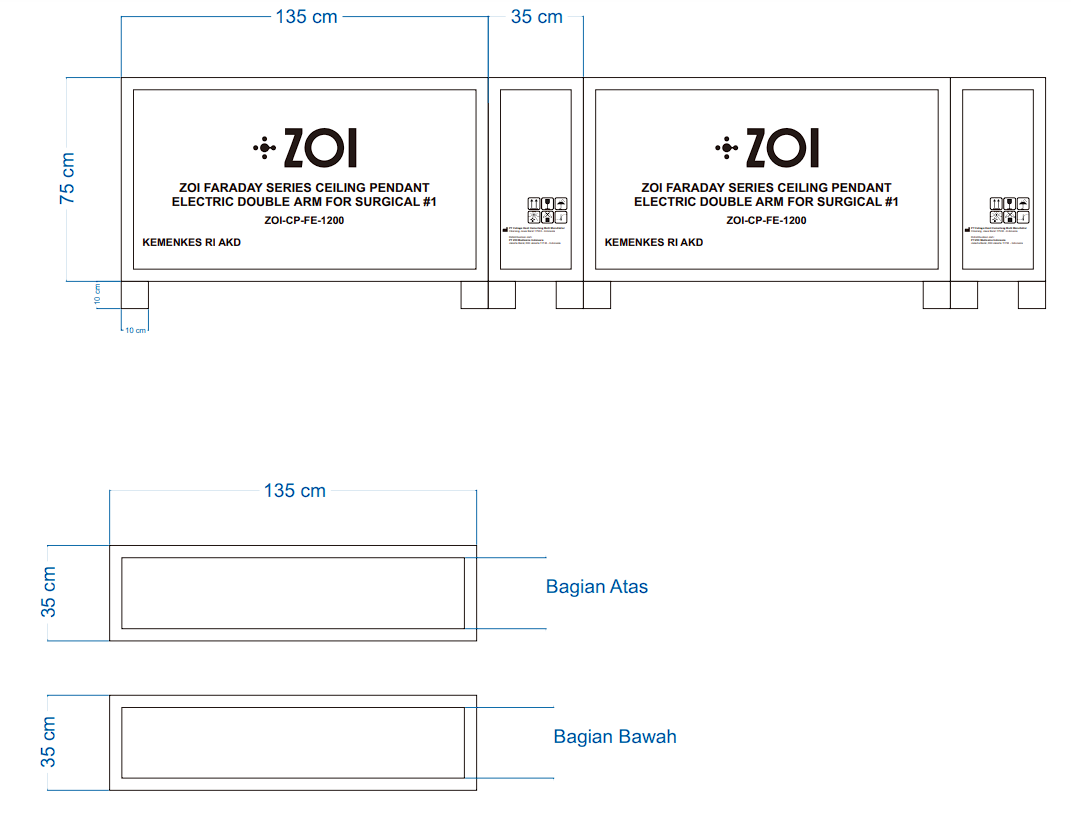 135 cm
35 cm
75 cm
ZOI
ZOI FARADAY SERIES CEILING PENDANT
ELECTRIC DOUBLE ARM FOR SURGICAL #1
ZOI-CP-FE-1200
KEMENKES RI AKD
ZOI
ZOI FARADAY SERIES CEILING PENDANT
ELECTRIC DOUBLE ARM FOR SURGICAL #1
ZOI-CP-FE-1200
KEMENKES RI AKD
10 cm
10 cm
135 cm
35 cm
Bagian Atas
35 cm
Bagian Bawah